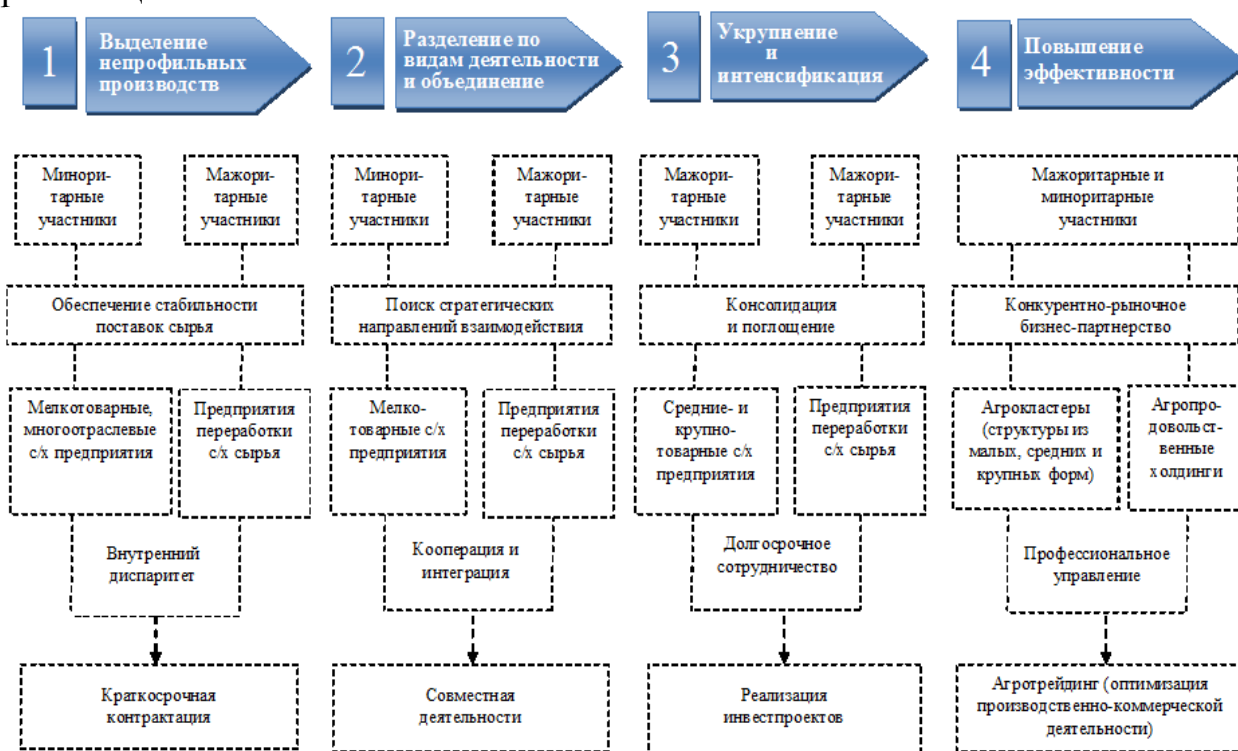 1
Выделение
непрофильных
производств
2
Разделение по
видам деятельности
и объединение
3
Укрупнение
и
интенсификация
4
Повышение
эффективности
Минори-
тарные
участники
Мажори-
тарные
участники
Минори-
тарные
участники
Мажори-
тарные
участники
Мажори-
тарные
участники
Мажори-
тарные
участники
Мажоритарные и
миноритарные
участники
Обеспечение стабильности
поставок сырья
Поиск стратегических
направлений взаимодействия
Консолидация
и поглощение
Конкурентно-рыночное
бизнес-партнерство
Мелкотоварные,
многоотраслевые
с/х предприятия
Предприятия
переработки
с/х сырья
Мелко-
товарные с/х
предприятия
Предприятия
переработки
с/х сырья
Средние- и
крупно-
товарные с/х
предприятия
Предприятия
переработки
с/х сырья
Агрокластеры
(структуры из
малых, средних и
крупных форм)
Агропро-
довольст-
венные
холдинги
Внутренний
диспаритет
Кооперация и
интеграция
Долгосрочное
сотрудничество
Профессиональное
управление
Краткосрочная
контрактация
Совместная
деятельности
Реализация
инвестпроектов
Агротрейдинг (оптимизация
производственно-коммерческой
деятельности)